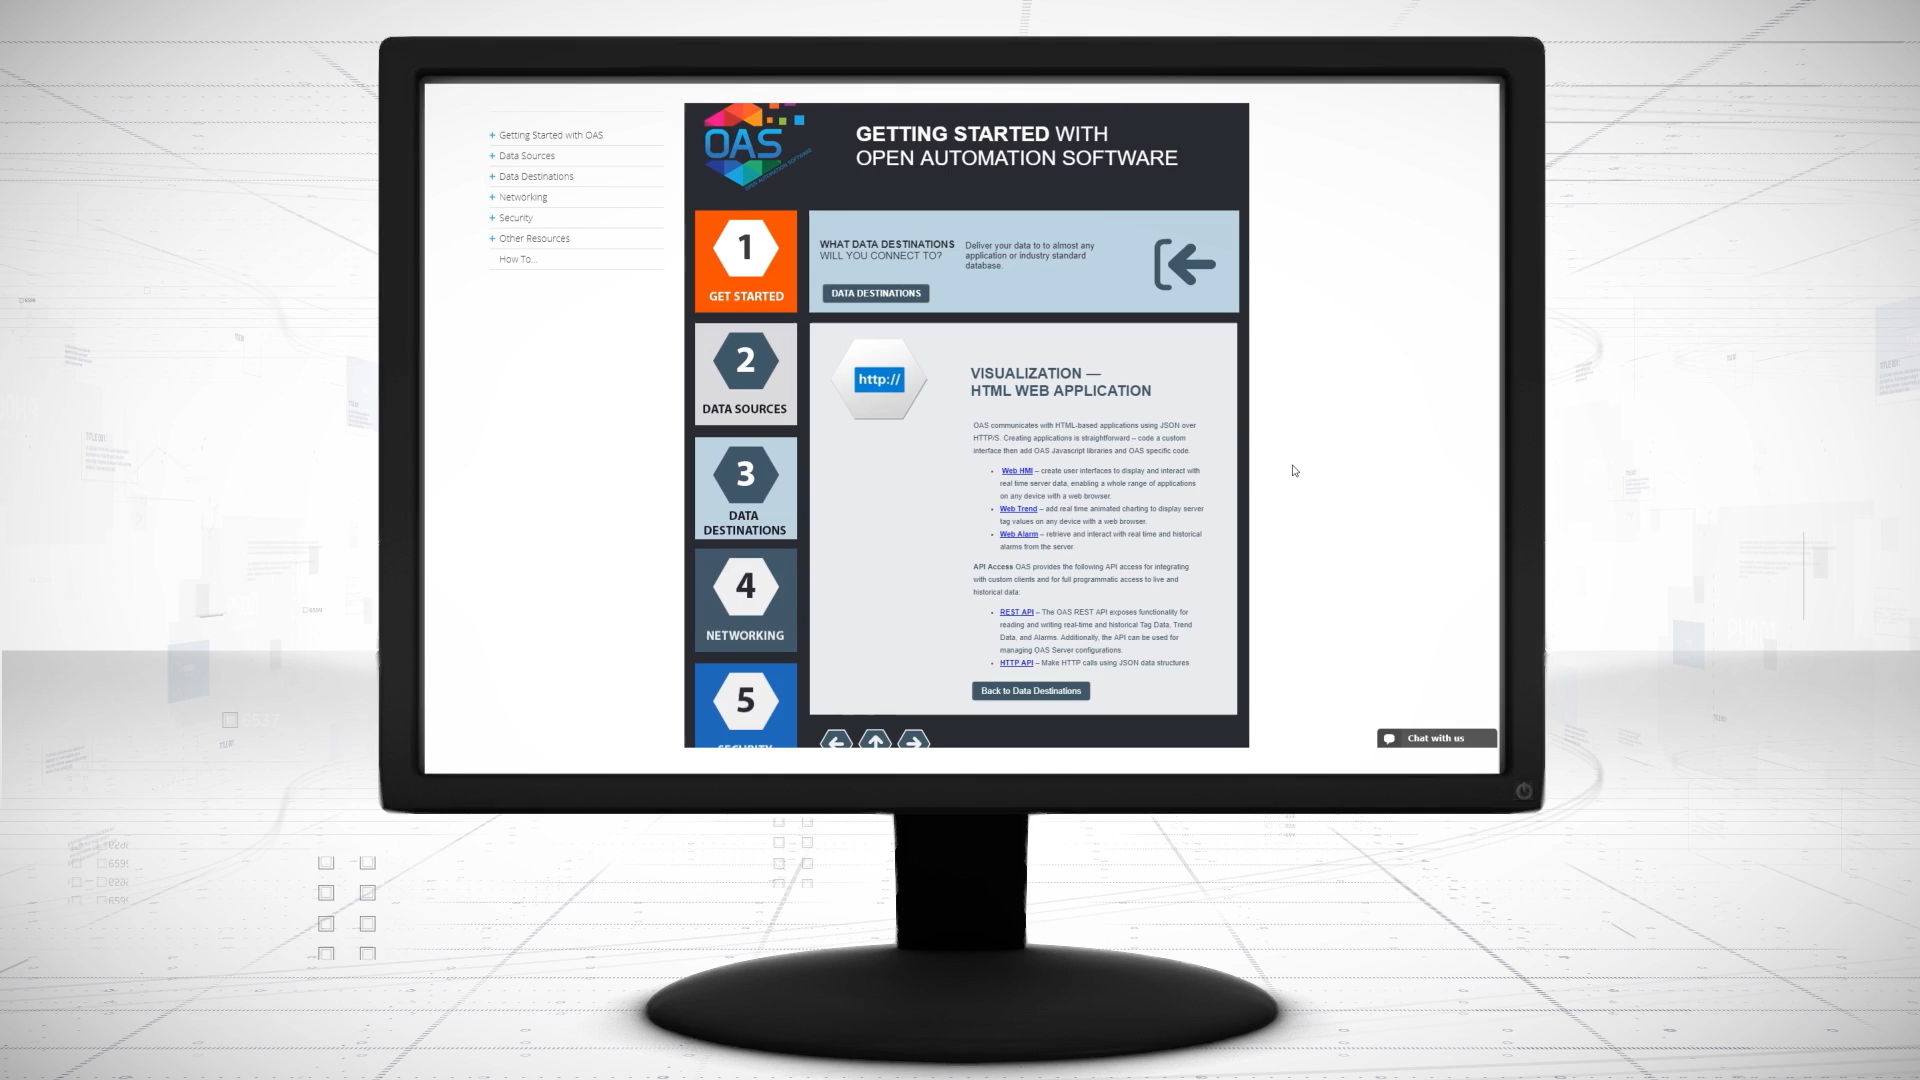 + Getting Started with OAS
+ Data Sources
+ Data Destinations
+ Networking
+ Security
+ Other Resources
How To...
OAS
OPEN AUTOMATION SOFTWARE
GETTING STARTED WITH
OPEN AUTOMATION SOFTWARE
1
GET STARTED
2
DATA SOURCES
3
DATA
DESTINATIONS
4
NETWORKING
5
SECURITY
WHAT DATA DESTINATIONS
WILL YOU CONNECT TO?
Deliver your data to to almost any
application or industry standard
database.
DATA DESTINATIONS
http://
VISUALIZATION —
HTML WEB APPLICATION
OAS communicates with HTML-based applications using JSON over
HTTP/S. Creating applications is straightforward – code a custom
interface then add OAS Javascript libraries and OAS specific code.
• Web HMI – create user interfaces to display and interact with
real time server data, enabling a whole range of applications
on any device with a web browser.
• Web Trend – add real time animated charting to display server
tag values on any device with a web browser.
• Web Alarm – retrieve and interact with real time and historical
alarms from the server.
API Access OAS provides the following API access for integrating
with custom clients and for full programmatic access to live and
historical data:
• REST API – The OAS REST API exposes functionality for
reading and writing real-time and historical Tag Data, Trend
Data, and Alarms. Additionally, the API can be used for
managing OAS Server configurations.
• HTTP API – Make HTTP calls using JSON data structures
Back to Data Destinations
Chat with us